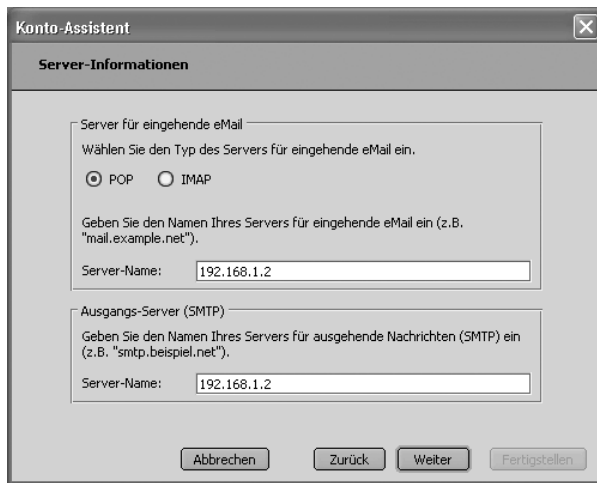 Konto-Assistent
Server-Informationen
Server für eingehende eMail
Wählen Sie den Typ des Servers für eingehende eMail ein.
POP IMAP
Geben Sie den Namen Ihres Servers für eingehende eMail ein (z.B.
"mail.example.net").
Server-Name: 192.168.1.2
Ausgangs-Server (SMTP)
Geben Sie den Namen Ihres Servers für ausgehende Nachrichten (SMTP) ein
(z.B. "smtp.beispiel.net").
Server-Name: 192.168.1.2
Abbrechen Zurück Weiter Fertigstellen